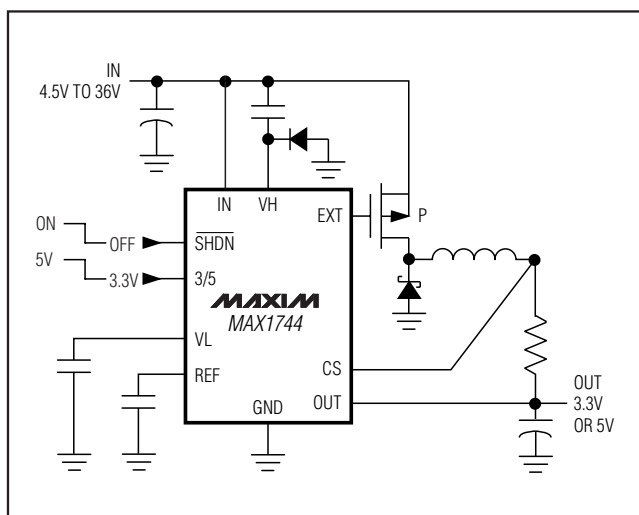 IN
4.5V TO 36V
IN
VH
EXT
P
ON
OFF
SHDN
5V
3.3V
3/5
MAXIM
MAX1744
VL
REF
CS
GND
OUT
OUT
3.3V
OR 5V